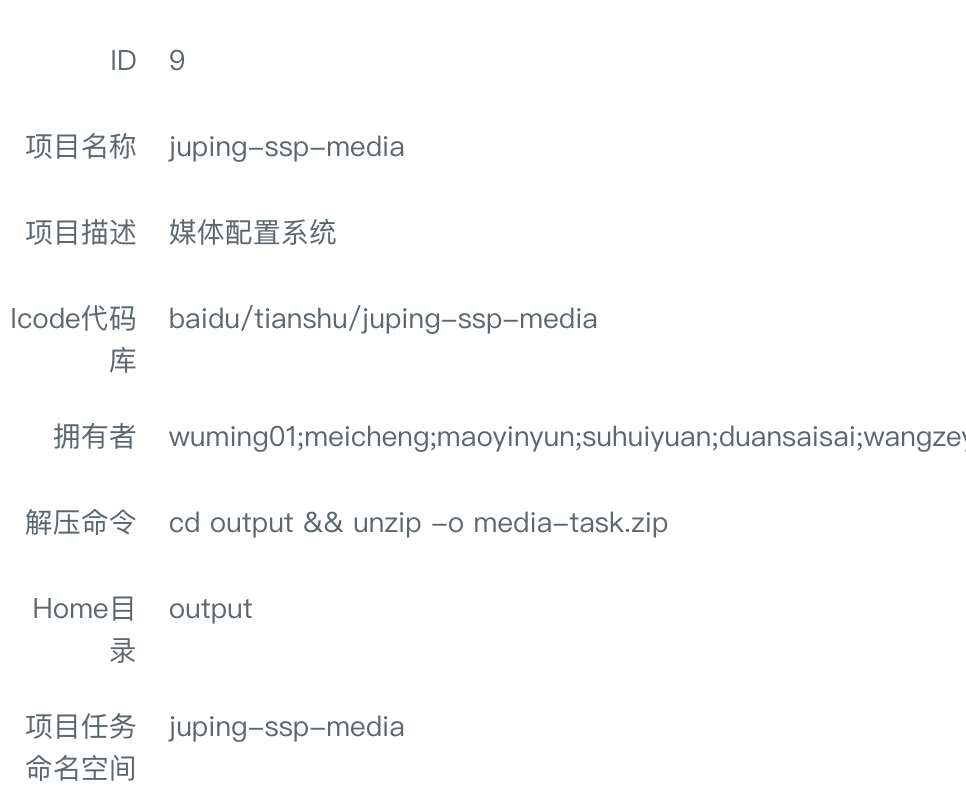 ID 9
项目名称 juping-ssp-media
项目描述 媒体配置系统
Icode代码 baidu/tianshu/juping-ssp-media
库
拥有者 wuming01;meicheng;maoyinyun;suhuiyuan;duansaisai;
解压命令 cd output && unzip -o media-task.zip
Home目 output
录
项目任务 juping-ssp-media
命名空间